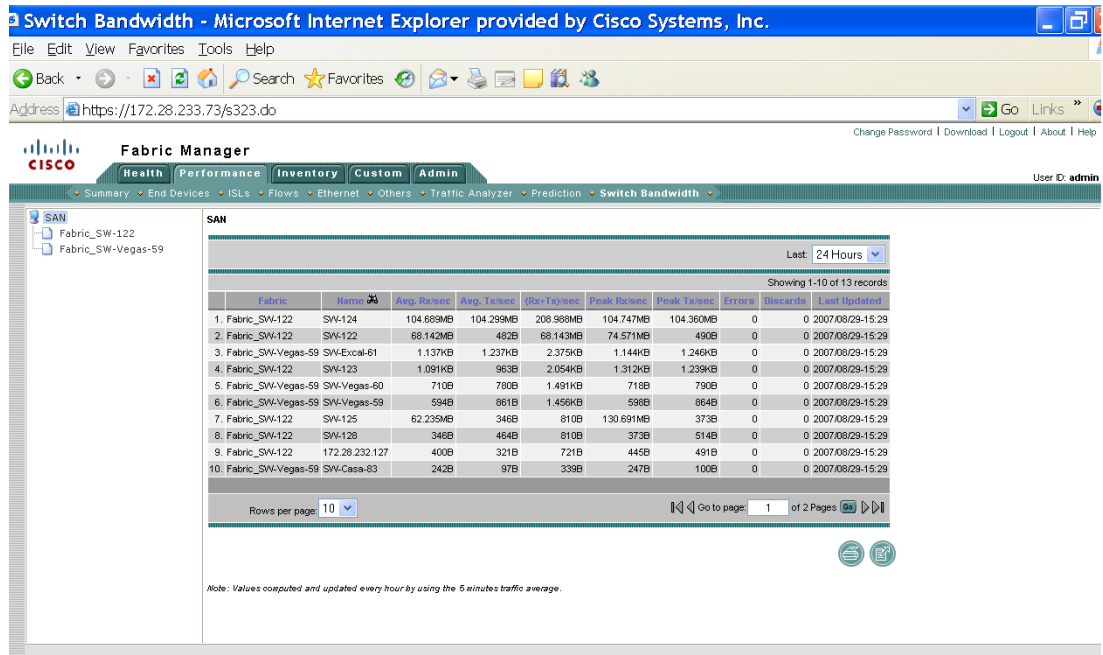 Switch Bandwidth - Microsoft Internet Explorer provided by Cisco Systems, Inc.
File Edit View Favorites Tools Help
Back Search Favorites
Address https://172.28.233.73/s323.do Go Links »
Change Password | Download | Logout | About | Help
CISCO Fabric Manager
Health Performance Inventory Custom Admin
User ID: admin
Summary End Devices ISLs Flows Ethernet Others Traffic Analyzer Prediction Switch Bandwidth
SAN
Fabric_SW-122
Fabric_SW-Vegas-59
SAN
Last: 24 Hours
Showing 1-10 of 13 records
Fabric Name Avg. Rx/sec Avg. Tx/sec (Rx+Tx)/sec Peak Rx/sec Peak Tx/sec Errors Discards Last Updated
1. Fabric_SW-122 SW-124 104.689MB 104.299MB 208.988MB 104.747MB 104.360MB 0 0 2007/08/29-15:29
2. Fabric_SW-122 SW-122 68.142MB 482B 68.143MB 74.571MB 490B 0 0 2007/08/29-15:29
3. Fabric_SW-Vegas-59 SW-Excal-61 1.137KB 1.237KB 2.375KB 1.144KB 1.246KB 0 0 2007/08/29-15:29
4. Fabric_SW-122 SW-123 1.091KB 963B 2.054KB 1.312KB 1.239KB 0 0 2007/08/29-15:29
5. Fabric_SW-Vegas-59 SW-Vegas-60 710B 780B 1.491KB 718B 790B 0 0 2007/08/29-15:29
6. Fabric_SW-Vegas-59 SW-Vegas-59 594B 861B 1.456KB 598B 864B 0 0 2007/08/29-15:29
7. Fabric_SW-122 SW-125 62.235MB 346B 810B 130.691MB 373B 0 0 2007/08/29-15:29
8. Fabric_SW-122 SW-128 346B 464B 810B 373B 514B 0 0 2007/08/29-15:29
9. Fabric_SW-122 172.28.232.127 400B 321B 721B 445B 491B 0 0 2007/08/29-15:29
10. Fabric_SW-Vegas-59 SW-Casa-83 242B 97B 339B 247B 100B 0 0 2007/08/29-15:29
Rows per page: 10 Go to page: 1 of 2 Pages Go
Note: Values computed and updated every hour by using the 5 minutes traffic average.